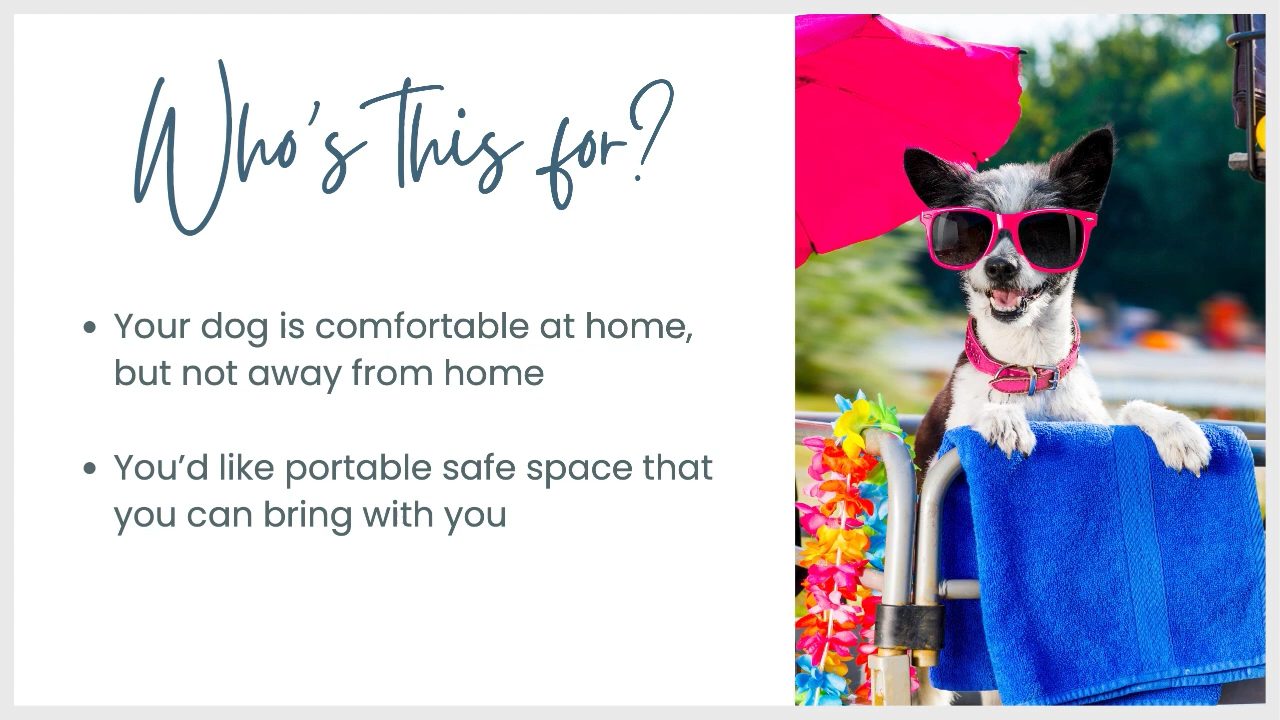 Who's this for?
• Your dog is comfortable at home,
but not away from home
• You’d like portable safe space that
you can bring with you